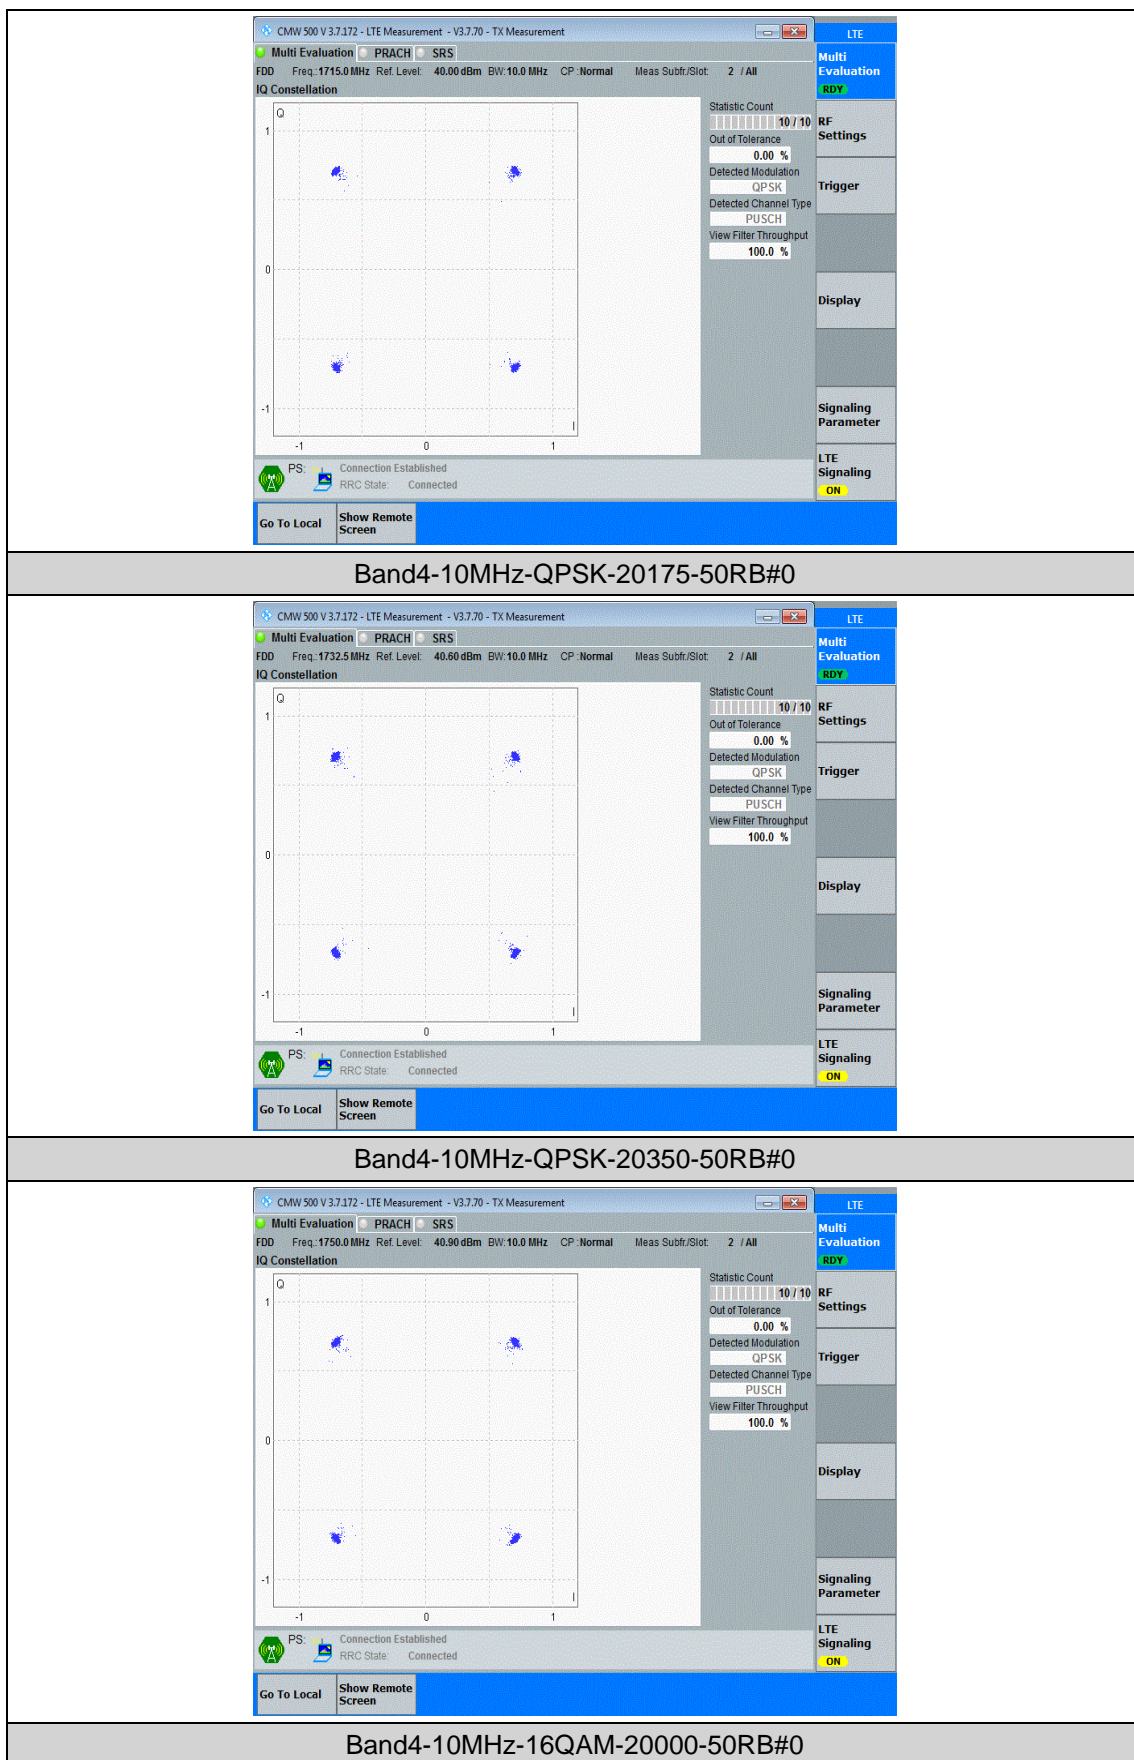 CMW 500 V 3.7.172 - LTE Measurement - V3.7.70 - TX Measurement
LTE
Multi Evaluation PRACH SRS
Multi
Evaluation
RDY
FDD Freq.:1715.0 MHz Ref. Level: 40.00 dBm BW:10.0 MHz CP :Normal Meas Subfr./Slot: 2 / All
IQ Constellation
Q
1
0
-1
I
-1 0 1
Statistic Count
10 / 10
Out of Tolerance
0.00 %
Detected Modulation
QPSK
Detected Channel Type
PUSCH
View Filter Throughput
100.0 %
RF
Settings
Trigger
Display
Signaling
Parameter
LTE
Signaling
ON
PS: Connection Established
RRC State: Connected
Go To Local
Show Remote
Screen
Band4-10MHz-QPSK-20175-50RB#0
CMW 500 V 3.7.172 - LTE Measurement - V3.7.70 - TX Measurement
LTE
Multi Evaluation PRACH SRS
Multi
Evaluation
RDY
FDD Freq.:1732.5 MHz Ref. Level: 40.60 dBm BW:10.0 MHz CP :Normal Meas Subfr./Slot: 2 / All
IQ Constellation
Q
1
0
-1
I
-1 0 1
Statistic Count
10 / 10
Out of Tolerance
0.00 %
Detected Modulation
QPSK
Detected Channel Type
PUSCH
View Filter Throughput
100.0 %
RF
Settings
Trigger
Display
Signaling
Parameter
LTE
Signaling
ON
PS: Connection Established
RRC State: Connected
Go To Local
Show Remote
Screen
Band4-10MHz-QPSK-20350-50RB#0
CMW 500 V 3.7.172 - LTE Measurement - V3.7.70 - TX Measurement
LTE
Multi Evaluation PRACH SRS
Multi
Evaluation
RDY
FDD Freq.:1750.0 MHz Ref. Level: 40.90 dBm BW:10.0 MHz CP :Normal Meas Subfr./Slot: 2 / All
IQ Constellation
Q
1
0
-1
I
-1 0 1
Statistic Count
10 / 10
Out of Tolerance
0.00 %
Detected Modulation
QPSK
Detected Channel Type
PUSCH
View Filter Throughput
100.0 %
RF
Settings
Trigger
Display
Signaling
Parameter
LTE
Signaling
ON
PS: Connection Established
RRC State: Connected
Go To Local
Show Remote
Screen
Band4-10MHz-16QAM-20000-50RB#0